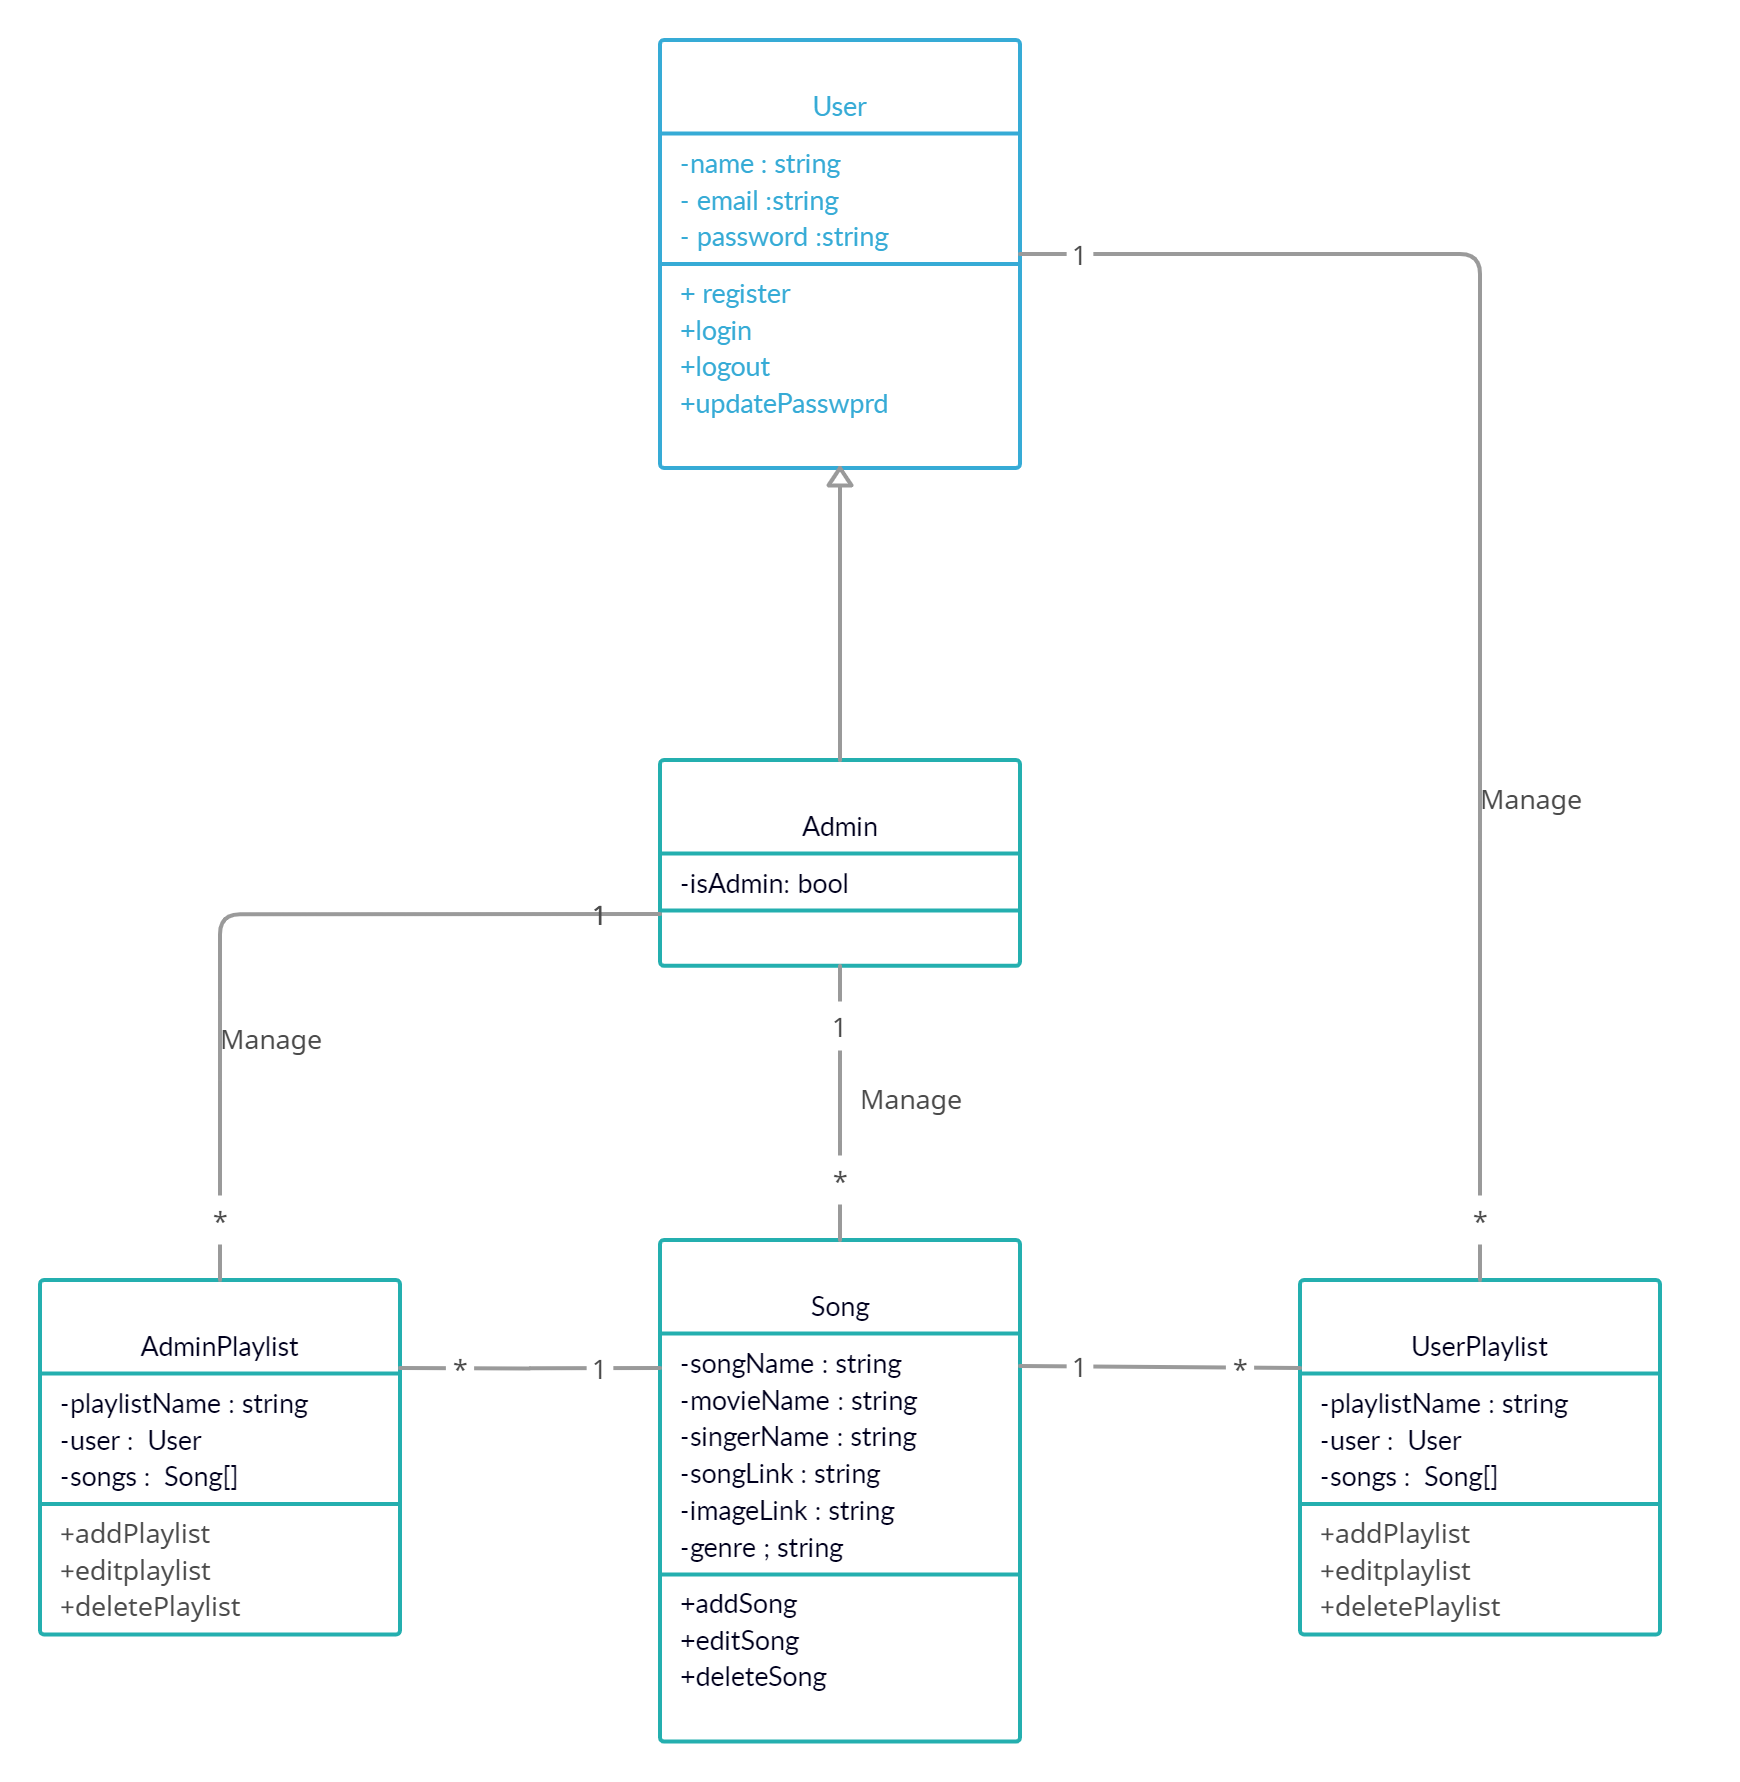 User
-name : string
- email :string
- password :string
+ register
+login
+logout
+updatePasswprd
1
Manage
*
Admin
-isAdmin: bool
1
Manage
*
1
Manage
*
AdminPlaylist
-playlistName : string
-user :  User
-songs :  Song[]
+addPlaylist
+editplaylist
+deletePlaylist
*
1
Song
-songName : string
-movieName : string
-singerName : string
-songLink : string
-imageLink : string
-genre ; string
+addSong
+editSong
+deleteSong
1
*
UserPlaylist
-playlistName : string
-user :  User
-songs :  Song[]
+addPlaylist
+editplaylist
+deletePlaylist